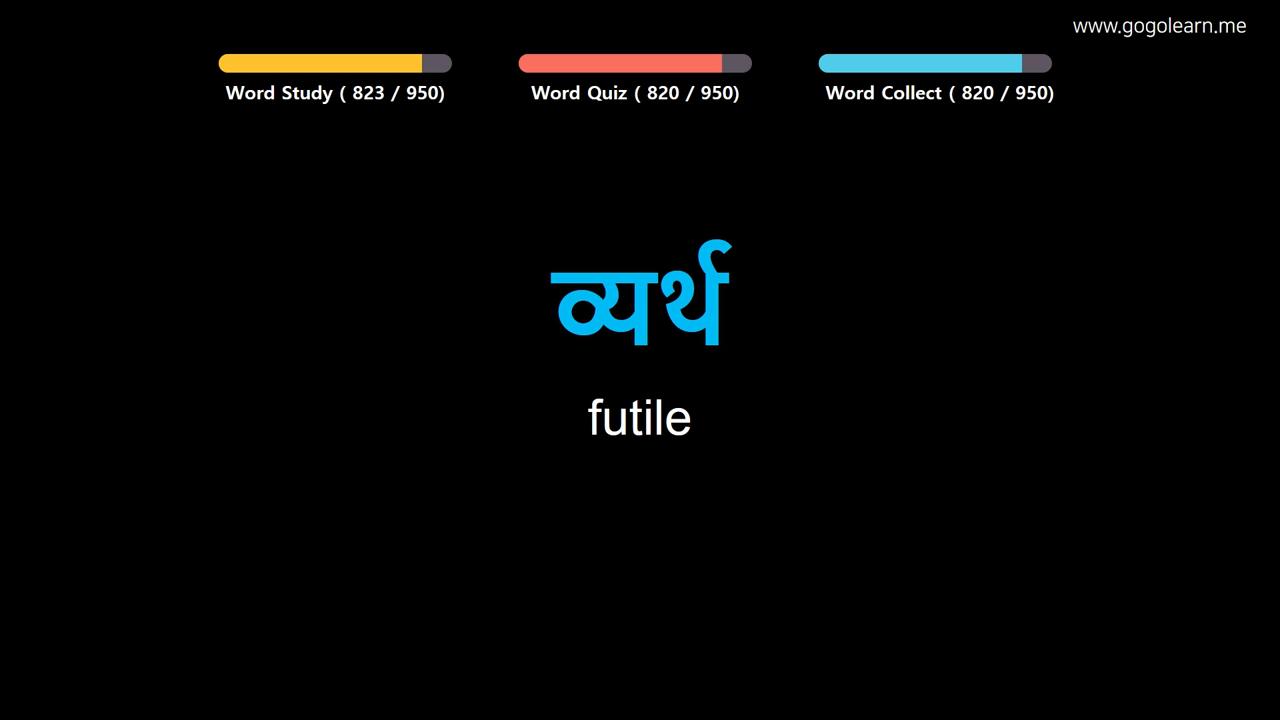 www.gogolearn.me
Word Study ( 823 / 950)
Word Quiz ( 820 / 950)
Word Collect ( 820 / 950)
व्यर्थ
futile